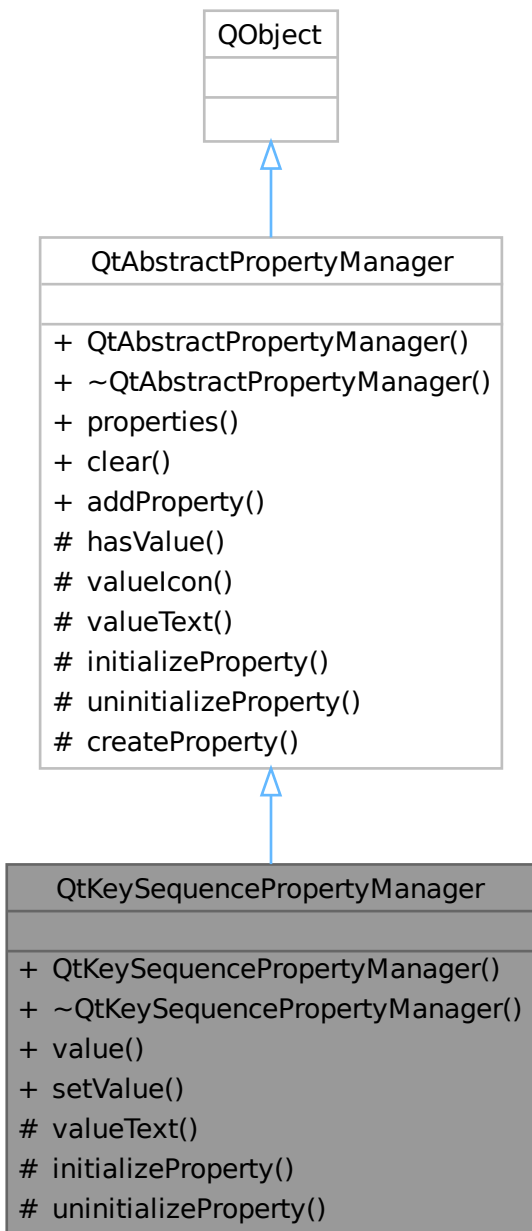 QObject
QtAbstractPropertyManager
+ QtAbstractPropertyManager()
+ ~QtAbstractPropertyManager()
+ properties()
+ clear()
+ addProperty()
# hasValue()
# valueIcon()
# valueText()
# initializeProperty()
# uninitializeProperty()
# createProperty()
QtKeySequencePropertyManager
+ QtKeySequencePropertyManager()
+ ~QtKeySequencePropertyManager()
+ value()
+ setValue()
# valueText()
# initializeProperty()
# uninitializeProperty()